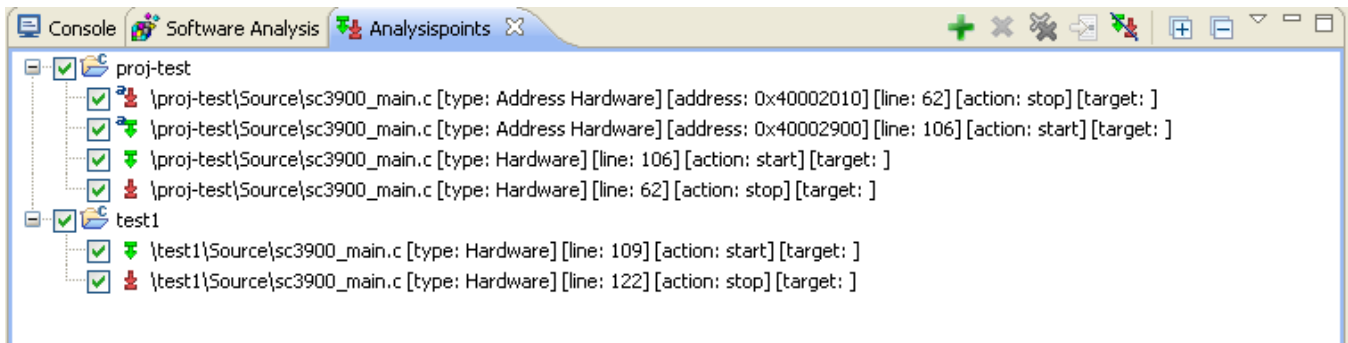 Console Software Analysis Analysispoints
proj-test
\proj-test\Source\sc3900_main.c [type: Address Hardware] [address: 0x40002010] [line: 62] [action: stop] [target: ]
\proj-test\Source\sc3900_main.c [type: Address Hardware] [address: 0x40002900] [line: 106] [action: start] [target: ]
\proj-test\Source\sc3900_main.c [type: Hardware] [line: 106] [action: start] [target: ]
\proj-test\Source\sc3900_main.c [type: Hardware] [line: 62] [action: stop] [target: ]
test1
\test1\Source\sc3900_main.c [type: Hardware] [line: 109] [action: start] [target: ]
\test1\Source\sc3900_main.c [type: Hardware] [line: 122] [action: stop] [target: ]